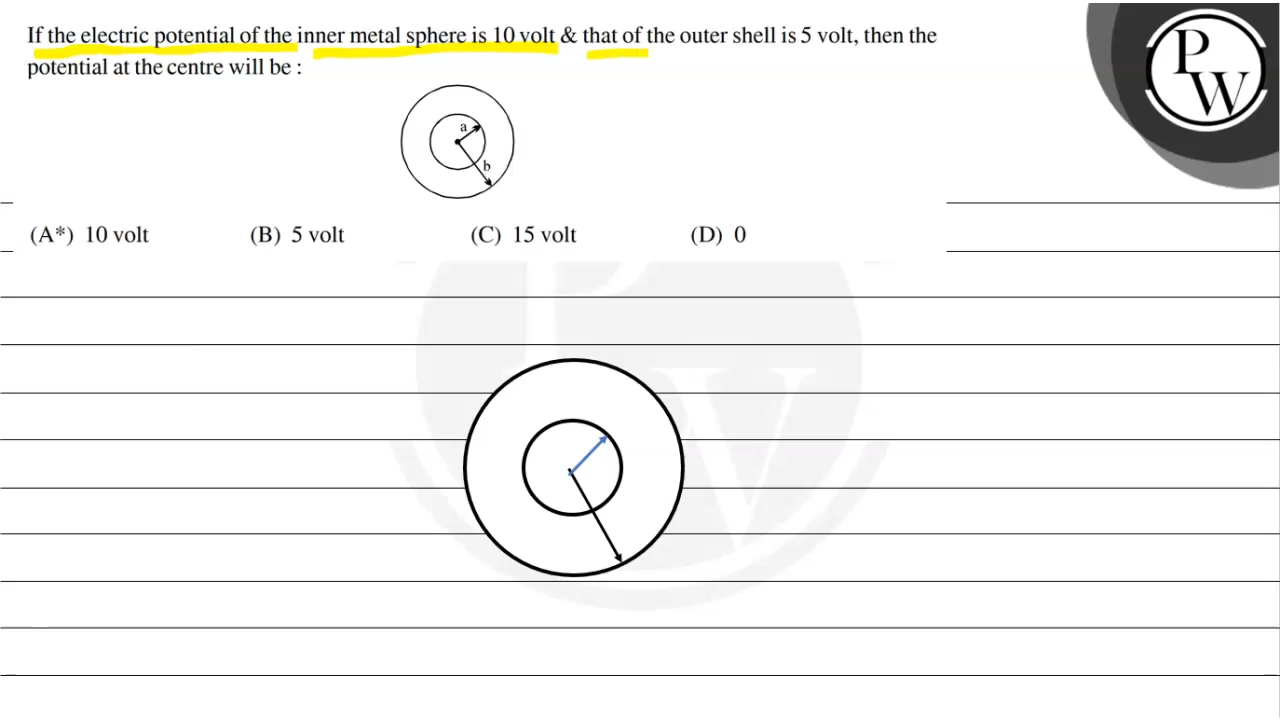 If the electric potential of the inner metal sphere is 10 volt & that of the outer shell is 5 volt, then the
potential at the centre will be :
P
W
a
b
(A*) 10 volt (B) 5 volt (C) 15 volt (D) 0